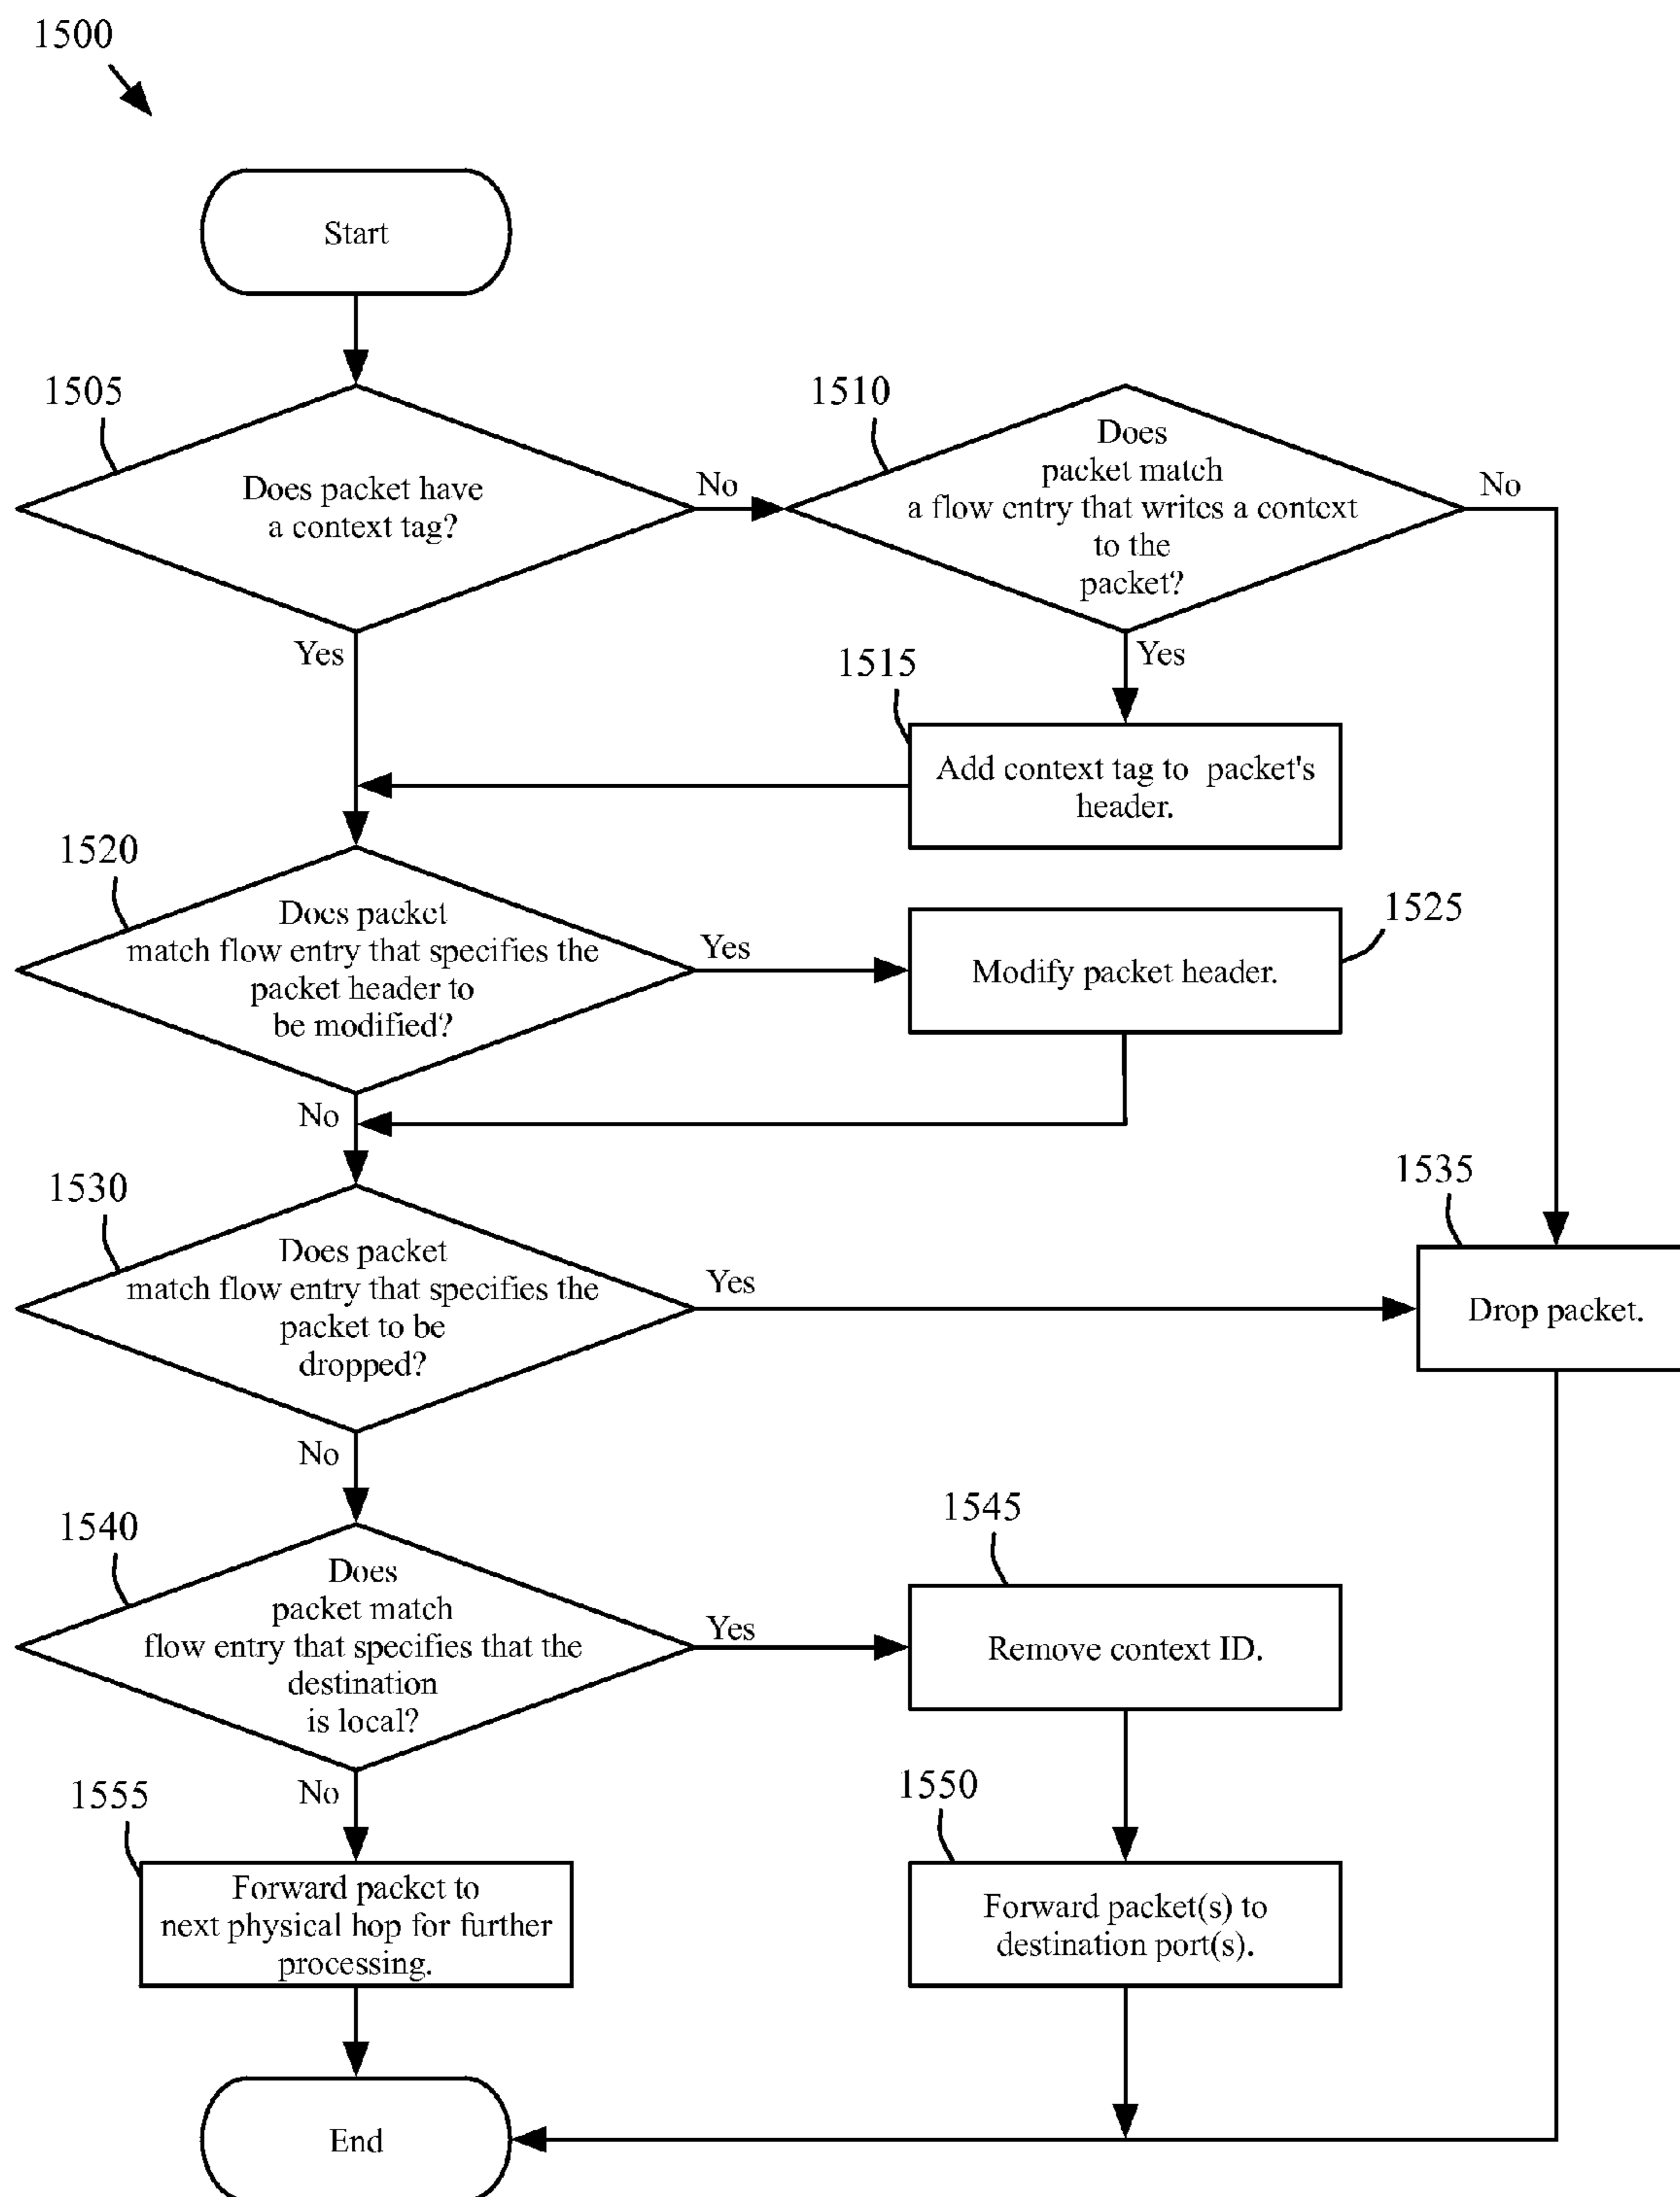 1500
Start
1505
Does packet have
a context tag?
No
1510
Does
packet match
a flow entry that writes a context
to the
packet?
No
Yes
Yes
1515
Add context tag to packet's
header.
1520
Does packet
match flow entry that specifies the
packet header to
be modified?
Yes
1525
Modify packet header.
No
1530
Does packet
match flow entry that specifies the
packet to be
dropped?
Yes
1535
Drop packet.
No
1540
Does
packet match
flow entry that specifies that the
destination
is local?
Yes
1545
Remove context ID.
No
1555
Forward packet to
next physical hop for further
processing.
1550
Forward packet(s) to
destination port(s).
End